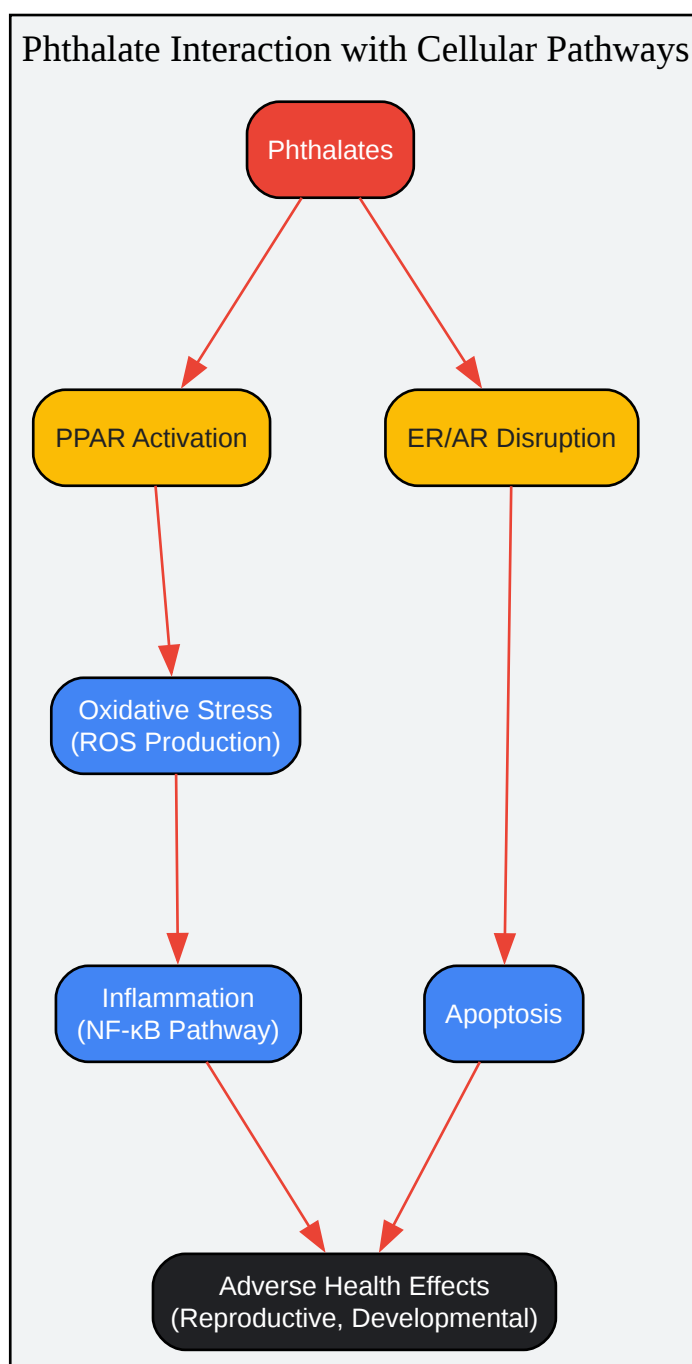 Phthalate Interaction with Cellular Pathways
Phthalates
PPAR Activation
ER/AR Disruption
Oxidative Stress
(ROS Production)
Inflammation
(NF-κB Pathway)
Apoptosis
Adverse Health Effects
(Reproductive, Developmental)